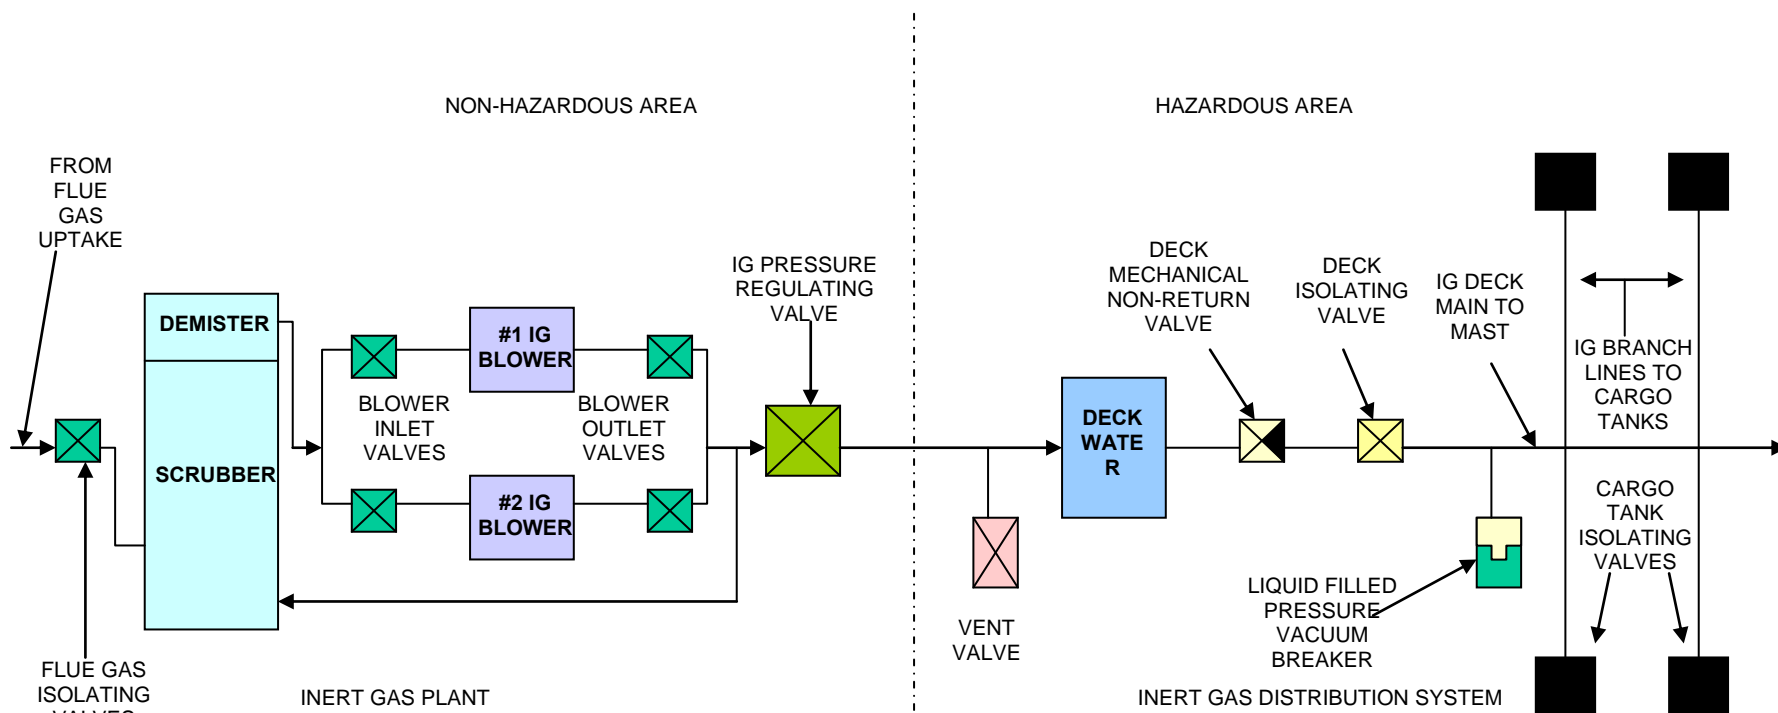 NON-HAZARDOUS AREA
HAZARDOUS AREA
FROM
FLUE
GAS
UPTAKE
DEMISTER
SCRUBBER
FLUE GAS
ISOLATING
VALVES
#1 IG
BLOWER
BLOWER
INLET
VALVES
BLOWER
OUTLET
VALVES
#2 IG
BLOWER
IG PRESSURE
REGULATING
VALVE
INERT GAS PLANT
VENT
VALVE
DECK
WATE
R
DECK
MECHANICAL
NON-RETURN
VALVE
DECK
ISOLATING
VALVE
IG DECK
MAIN TO
MAST
IG BRANCH
LINES TO
CARGO
TANKS
CARGO
TANK
ISOLATING
VALVES
LIQUID FILLED
PRESSURE
VACUUM
BREAKER
INERT GAS DISTRIBUTION SYSTEM